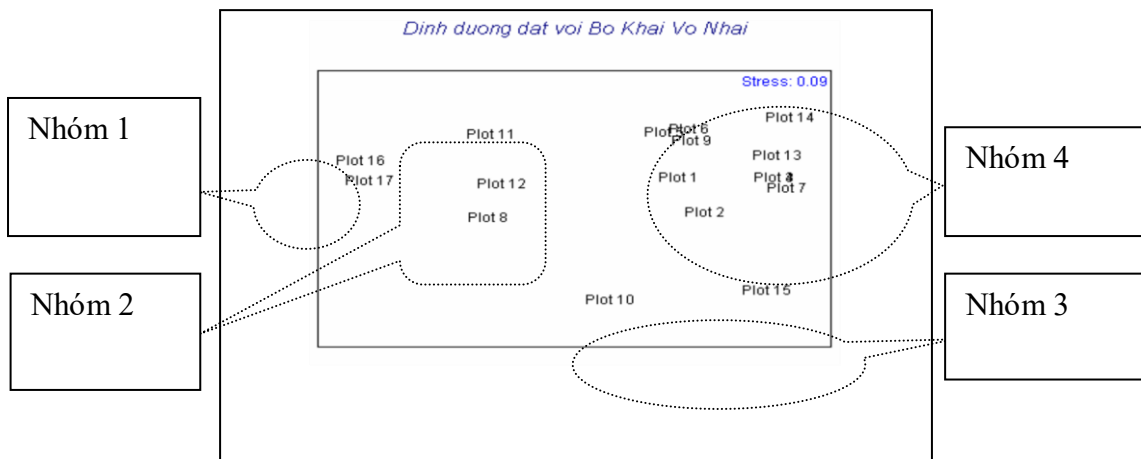 Dinh duong dat voi Bo Khai Vo Nhai
Stress: 0.09
Nhóm 1
Nhóm 2
Nhóm 4
Nhóm 3
Plot 14
Plot 6
Plot 11
Plot 9
Plot 13
Plot 16
Plot 17
Plot 12
Plot 1
Plot
Plot 7
Plot 8
Plot 2
Plot 15
Plot 10